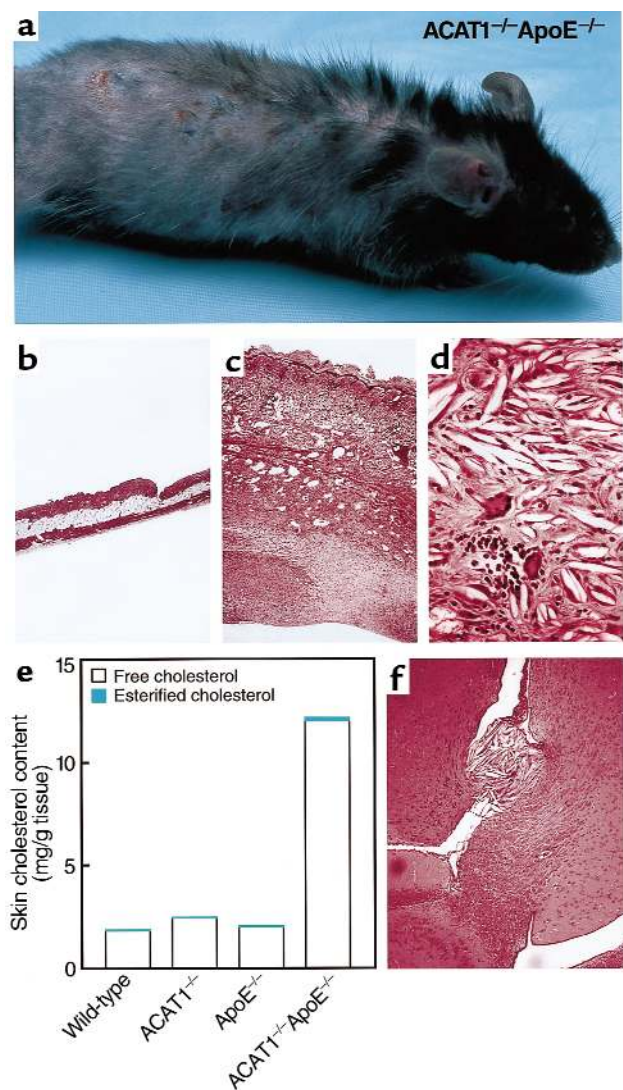 a
ACAT1⁻/⁻ApoE⁻/⁻
b
c
d
e
15
10
5
0
Skin cholesterol content
(mg/g tissue)
Free cholesterol
Esterified cholesterol
Wild-type
ACAT1⁻/⁻
ApoE⁻/⁻
ACAT1⁻/⁻ApoE⁻/⁻
f